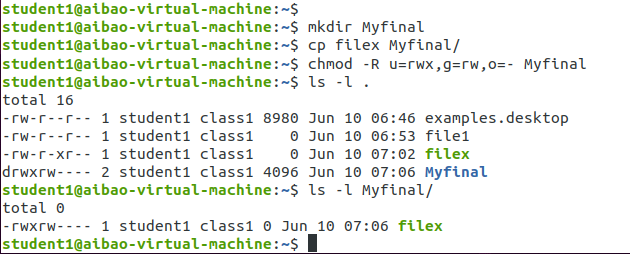 student1@aibao-virtual-machine:~$
student1@aibao-virtual-machine:~$ mkdir Myfinal
student1@aibao-virtual-machine:~$ cp filex Myfinal/
student1@aibao-virtual-machine:~$ chmod -R u=rwx,g=rw,o=- Myfinal
student1@aibao-virtual-machine:~$ ls -l .
total 16
-rw-r--r-- 1 student1 class1 8980 Jun 10 06:46 examples.desktop
-rw-r--r-- 1 student1 class1    0 Jun 10 06:53 file1
-rw-r-xr-- 1 student1 class1    0 Jun 10 07:02 filex
drwxrw---- 2 student1 class1 4096 Jun 10 07:06 Myfinal
student1@aibao-virtual-machine:~$ ls -l Myfinal/
total 0
-rwxrw---- 1 student1 class1 0 Jun 10 07:06 filex
student1@aibao-virtual-machine:~$